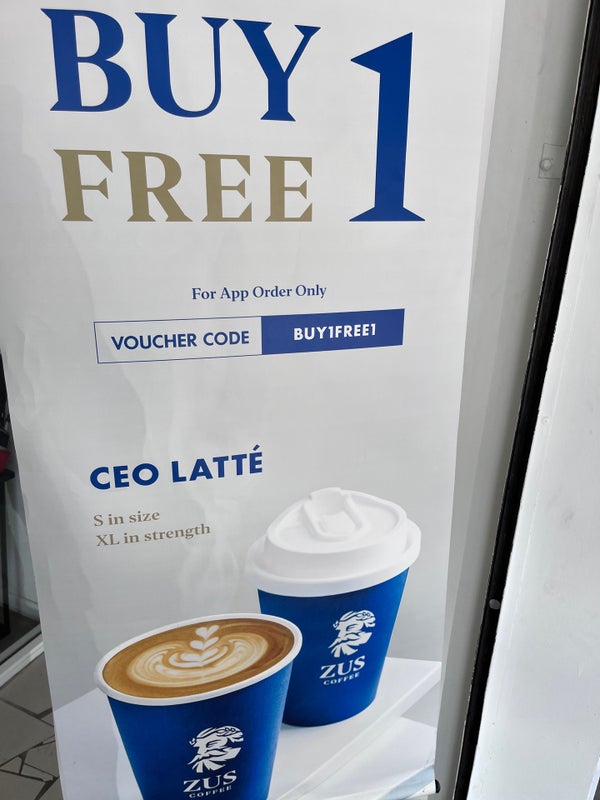 BUY 1
FREE
For App Order Only
VOUCHER CODE BUY1FREE1
CEO LATTÉ
S in size
XL in strength
ZUS
COFFEE
ZUS
COFFEE